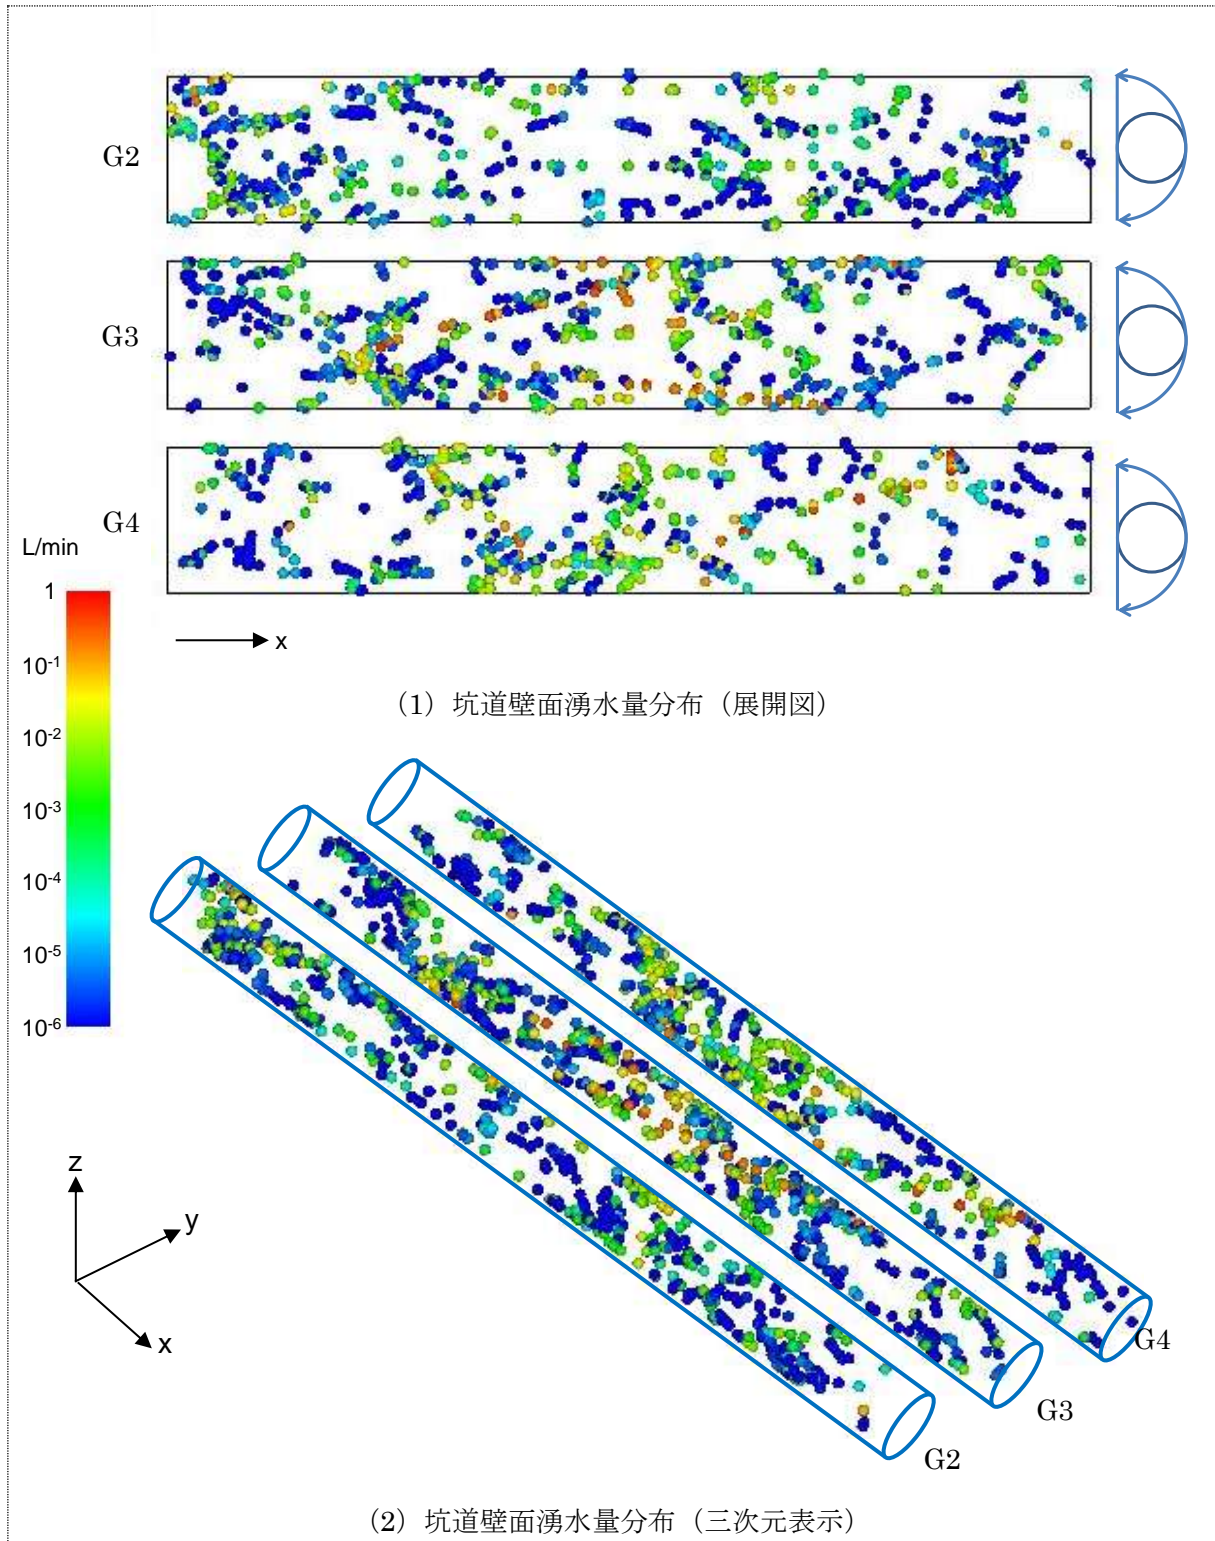 G2
G3
G4
L/min
1
10-1
10-2
10-3
10-4
10-5
10-6
x
(1) 坑道壁面湧水量分布（展開図）
z
y
x
G4
G3
G2
(2) 坑道壁面湧水量分布（三次元表示）